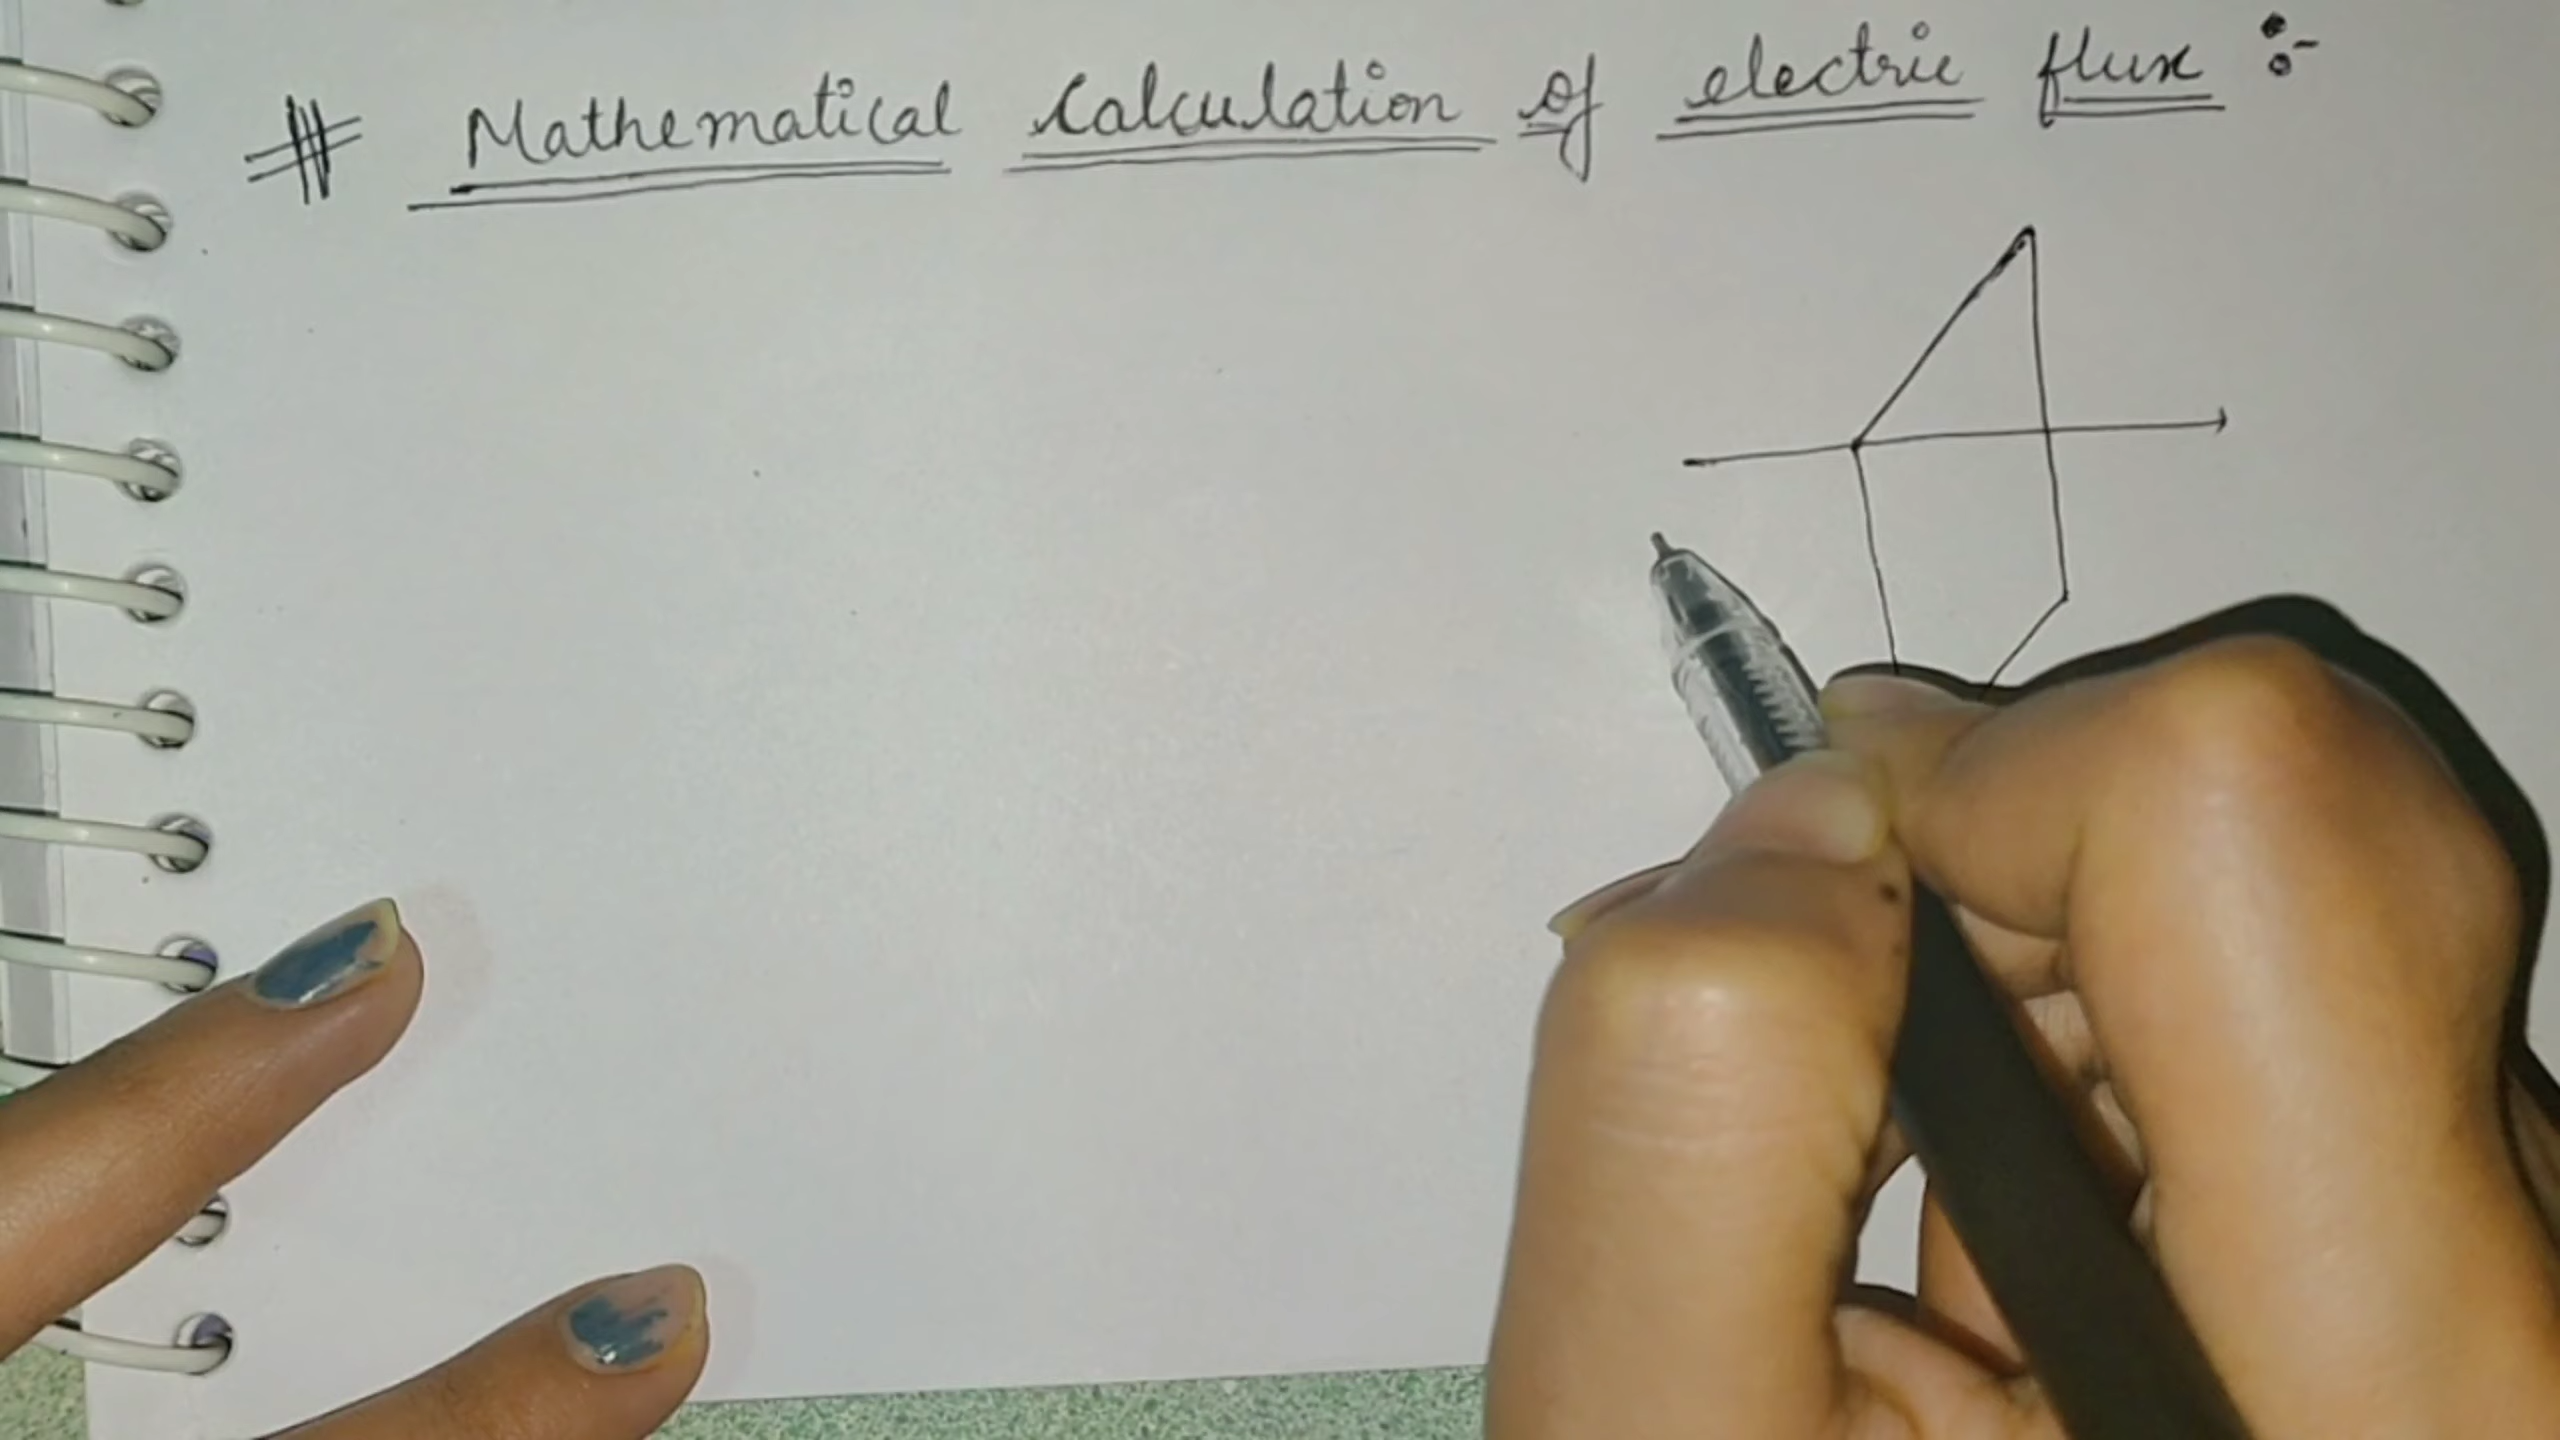 # Mathematical Calculation of electric flux :-